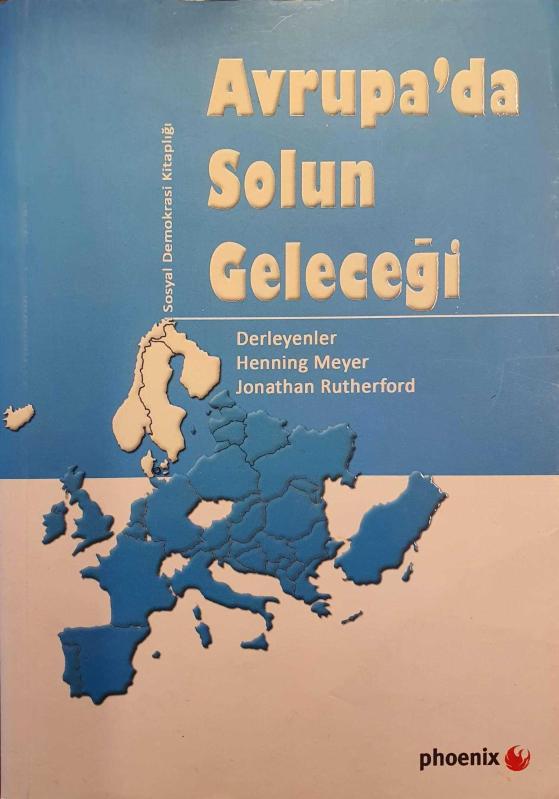 Avrupa'da
Solun
Geleceği
Sosyal Demokrasi Kitaplığı
Derleyenler
Henning Meyer
Jonathan Rutherford
phoenix